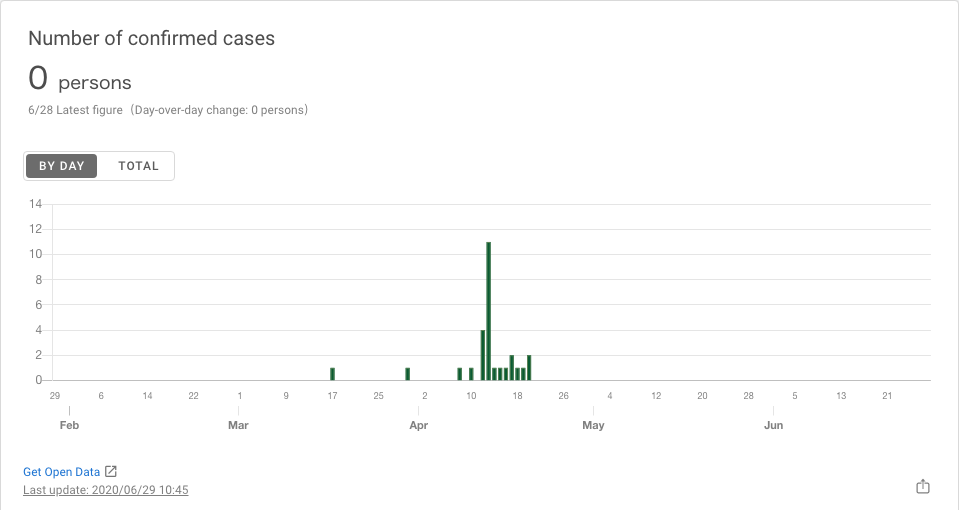 Number of confirmed cases
0 persons
6/28 Latest figure（Day-over-day change: 0 persons）
BY DAY TOTAL
14
12
10
8
6
4
2
0
29 6 14 22 1 9 17 25 2 10 18 26 4 12 20 28 5 13 21
Feb Mar Apr May Jun
Get Open Data
Last update: 2020/06/29 10:45